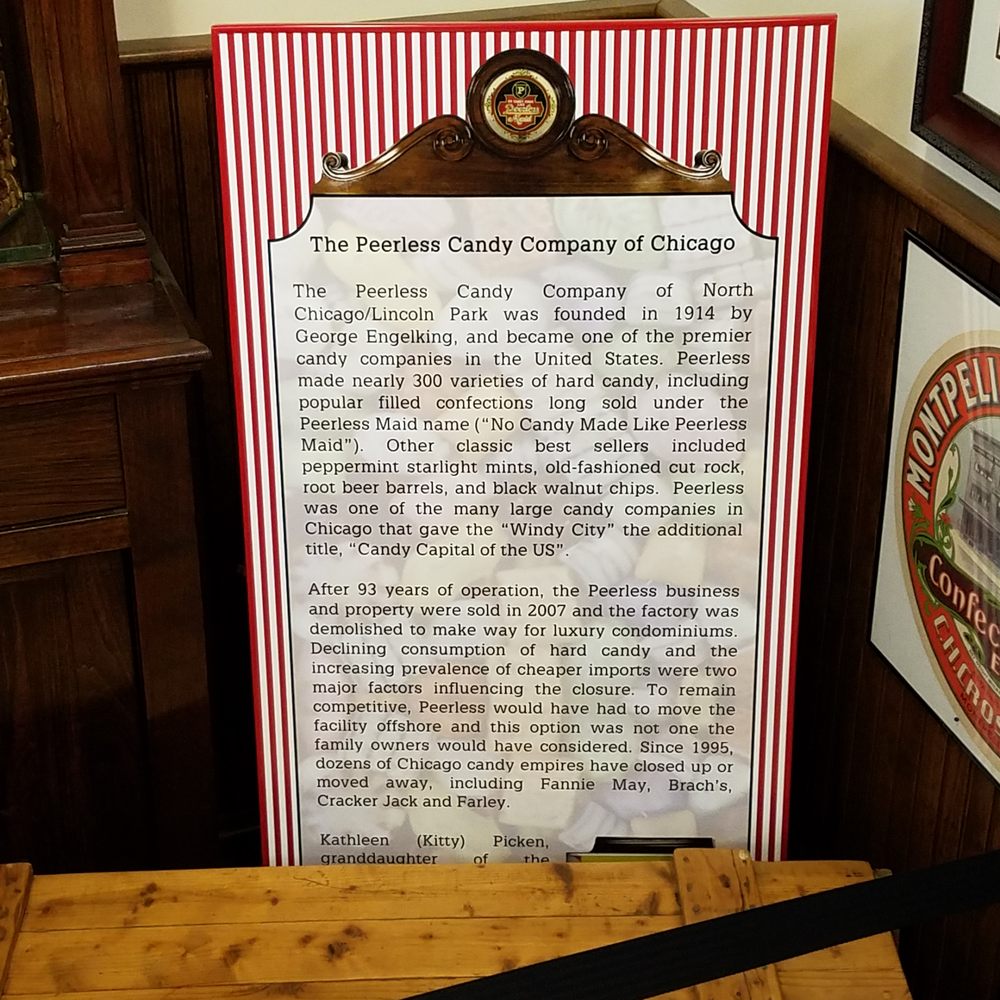 P
Peerless
Maid
The Peerless Candy Company of Chicago
The Peerless Candy Company of North
Chicago/Lincoln Park was founded in 1914 by
George Engelking, and became one of the premier
candy companies in the United States. Peerless
made nearly 300 varieties of hard candy, including
popular filled confections long sold under the
Peerless Maid name (“No Candy Made Like Peerless
Maid”). Other classic best sellers included
peppermint starlight mints, old-fashioned cut rock,
root beer barrels, and black walnut chips. Peerless
was one of the many large candy companies in
Chicago that gave the “Windy City” the additional
title, “Candy Capital of the US”.
After 93 years of operation, the Peerless business
and property were sold in 2007 and the factory was
demolished to make way for luxury condominiums.
Declining consumption of hard candy and the
increasing prevalence of cheaper imports were two
major factors influencing the closure. To remain
competitive, Peerless would have had to move the
facility offshore and this option was not one the
family owners would have considered. Since 1995,
dozens of Chicago candy empires have closed up or
moved away, including Fannie May, Brach’s,
Cracker Jack and Farley.
Kathleen (Kitty) Picken,
granddaughter of the
MONTPELI
Confec
CHICAGO